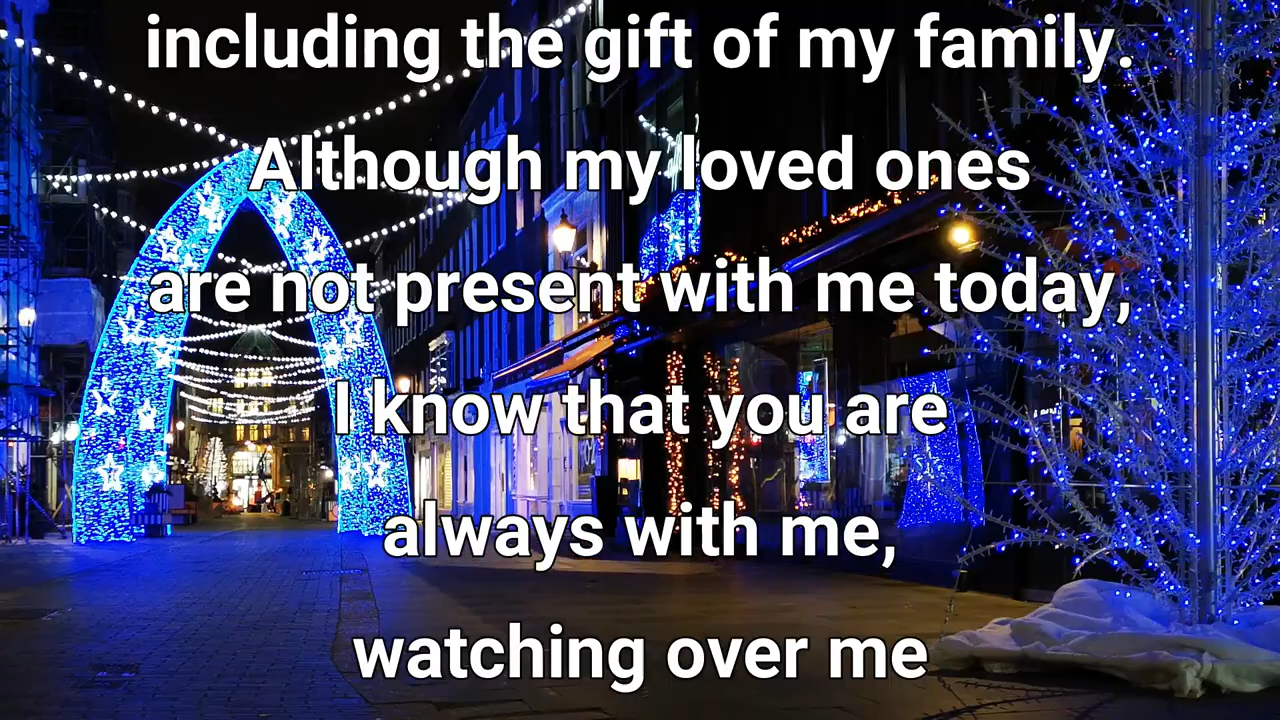 including the gift of my family.
Although my loved ones
are not present with me today,
I know that you are
always with me,
watching over me